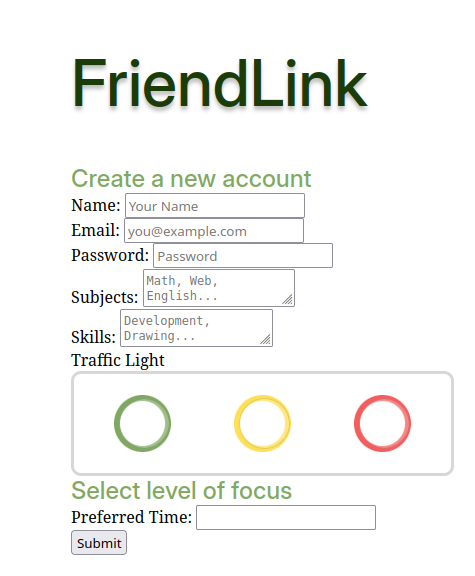 FriendLink
Create a new account
Name: Your Name
Email: you@example.com
Password: Password
Subjects: Math, Web,
English...
Skills: Development,
Drawing...
Traffic Light
Select level of focus
Preferred Time:
Submit